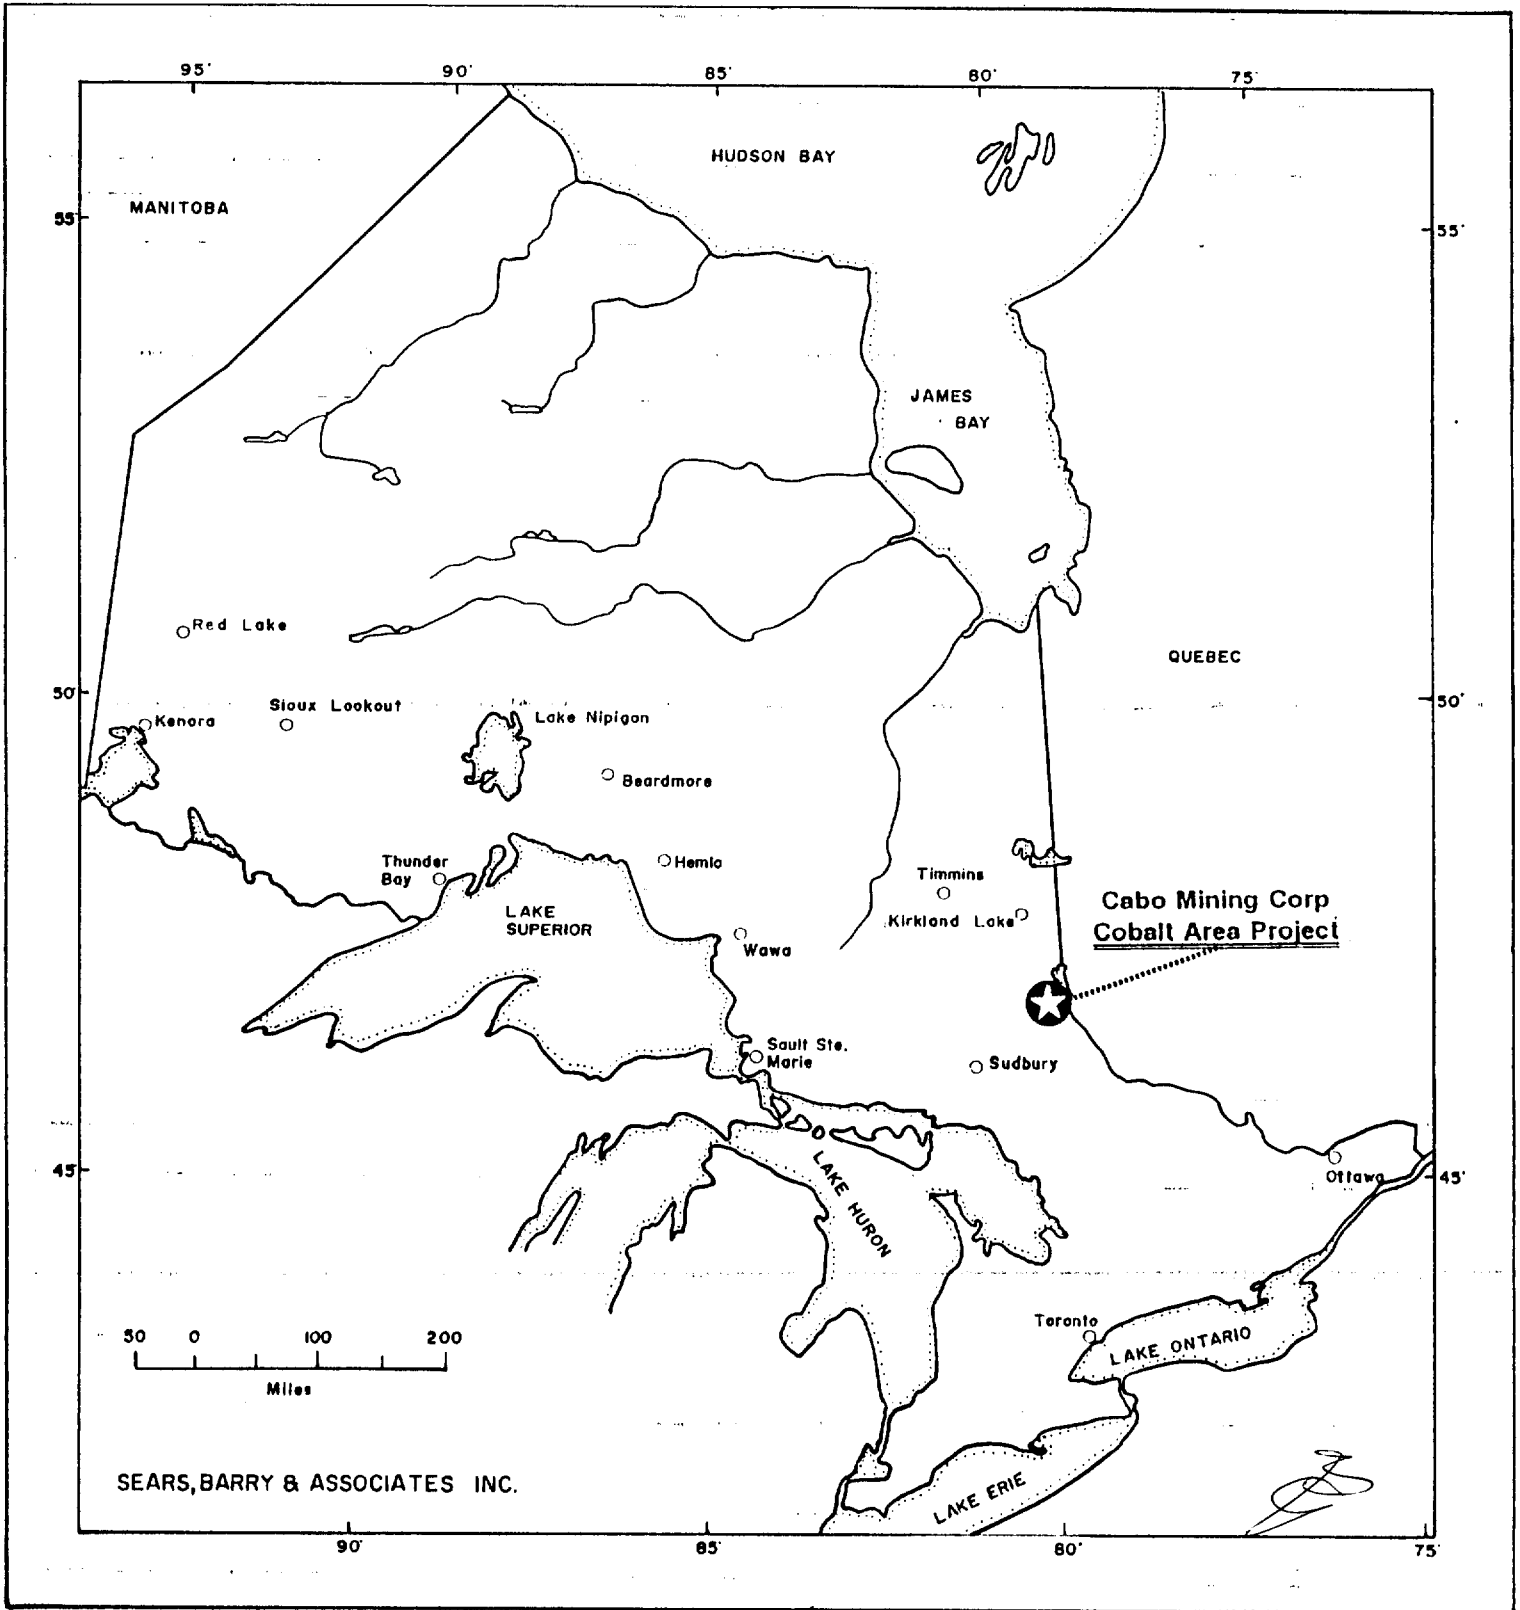 95° 90° 85° 80° 75°
HUDSON BAY
MANITOBA
55° 55°
JAMES
BAY
Red Lake
QUEBEC
50° 50°
Sioux Lookout
Kenora
Lake Nipigon
Beardmore
Thunder
Bay
Hemlo
Timmins
Kirkland Lake
Cabo Mining Corp
Cobalt Area Project
LAKE
SUPERIOR
Wawa
Sault Ste.
Marie
Sudbury
45° 45°
Ottawa
LAKE HURON
Toronto
LAKE ONTARIO
50 0 100 200
Miles
SEARS, BARRY & ASSOCIATES INC.
LAKE ERIE
90° 85° 80° 75°